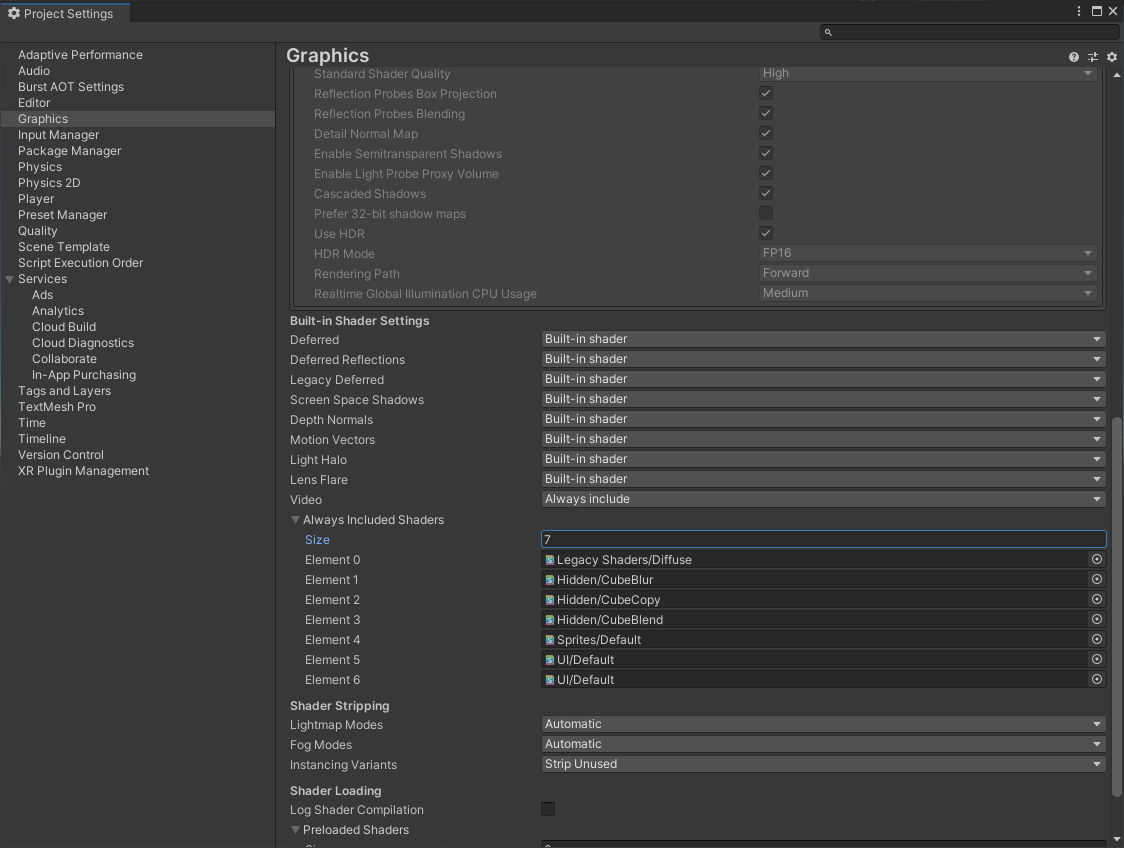 Project Settings
Graphics
Adaptive Performance
Audio
Burst AOT Settings
Editor
Graphics
Input Manager
Package Manager
Physics
Physics 2D
Player
Preset Manager
Quality
Scene Template
Script Execution Order
Services
Ads
Analytics
Cloud Build
Cloud Diagnostics
Collaborate
In-App Purchasing
Tags and Layers
TextMesh Pro
Time
Timeline
Version Control
XR Plugin Management
Standard Shader Quality High
Reflection Probes Box Projection
Reflection Probes Blending
Detail Normal Map
Enable Semitransparent Shadows
Enable Light Probe Proxy Volume
Cascaded Shadows
Prefer 32-bit shadow maps
Use HDR
HDR Mode FP16
Rendering Path Forward
Realtime Global Illumination CPU Usage Medium
Built-in Shader Settings
Deferred Built-in shader
Deferred Reflections Built-in shader
Legacy Deferred Built-in shader
Screen Space Shadows Built-in shader
Depth Normals Built-in shader
Motion Vectors Built-in shader
Light Halo Built-in shader
Lens Flare Built-in shader
Video Always include
Always Included Shaders
Size 7
Element 0 Legacy Shaders/Diffuse
Element 1 Hidden/CubeBlur
Element 2 Hidden/CubeCopy
Element 3 Hidden/CubeBlend
Element 4 Sprites/Default
Element 5 UI/Default
Element 6 UI/Default
Shader Stripping
Lightmap Modes Automatic
Fog Modes Automatic
Instancing Variants Strip Unused
Shader Loading
Log Shader Compilation
Preloaded Shaders